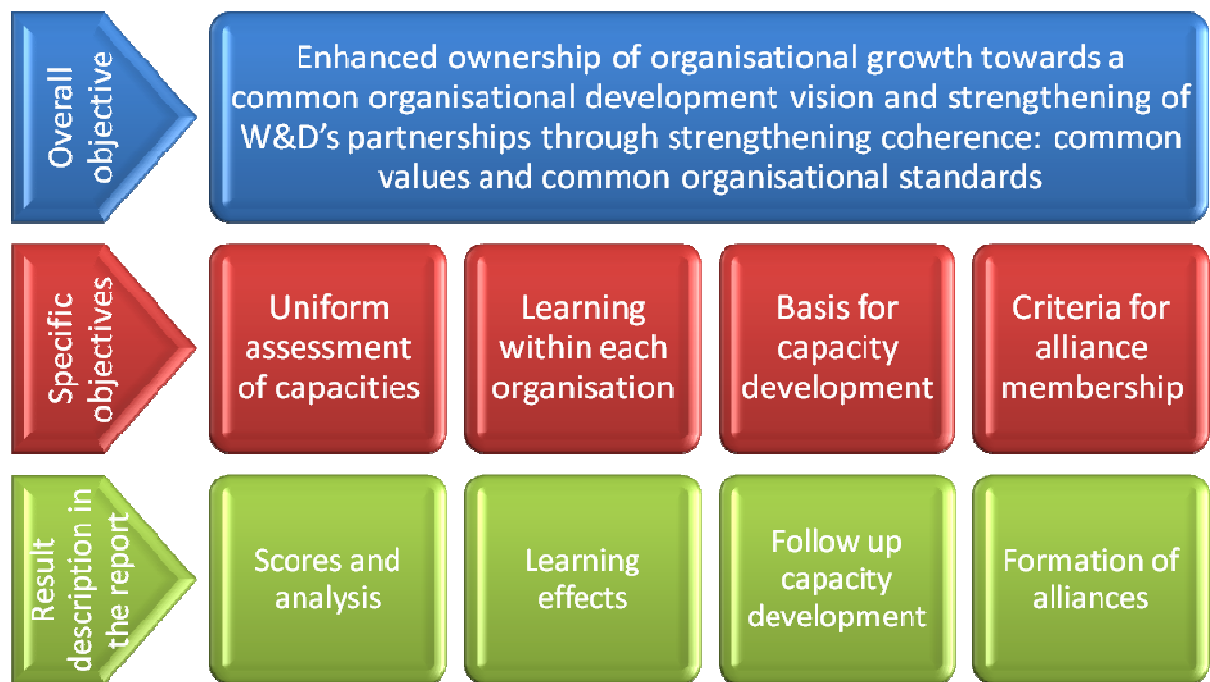 Overall
objective
Enhanced ownership of organisational growth towards a
common organisational development vision and strengthening of
W&D's partnerships through strengthening coherence: common
values and common organisational standards
Specific
objectives
Uniform
assessment
of capacities
Learning
within each
organisation
Basis for
capacity
development
Criteria for
alliance
membership
Result
description in
the report
Scores and
analysis
Learning
effects
Follow up
capacity
development
Formation of
alliances